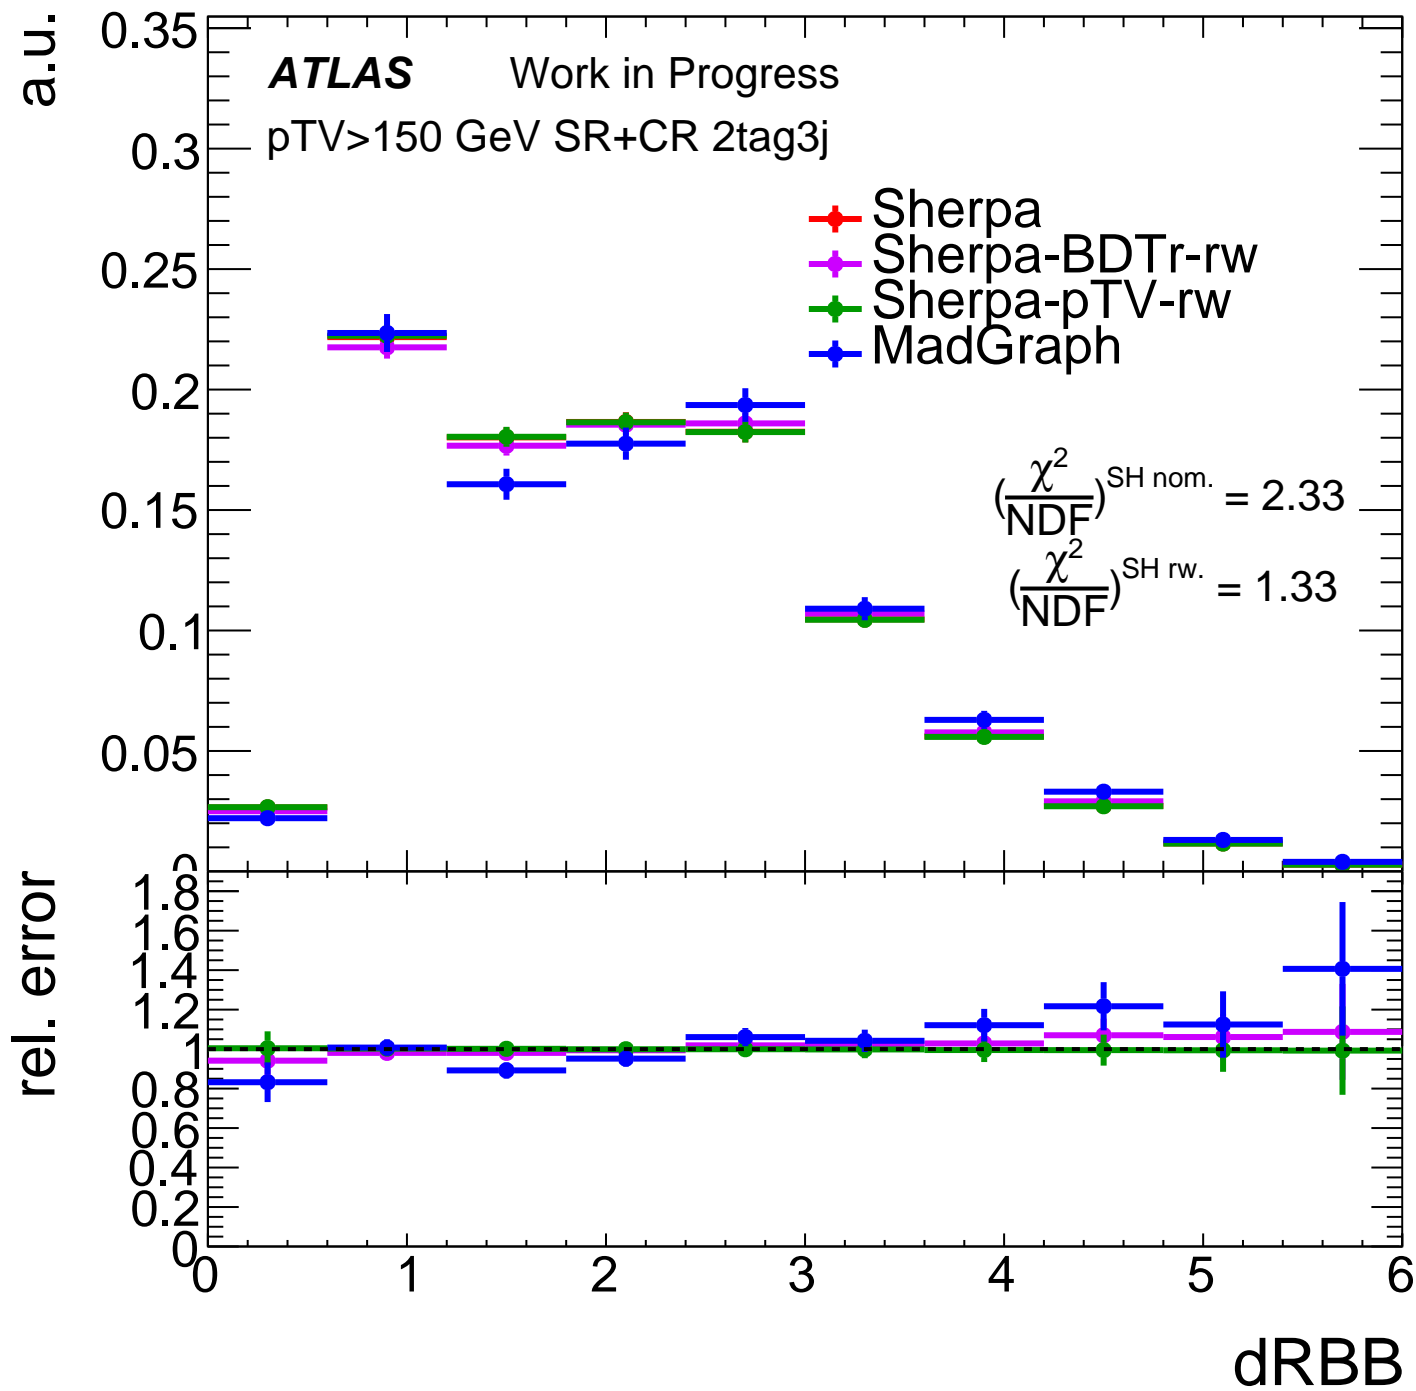 a.u.
0.35
0.3
0.25
0.2
0.15
0.1
0.05
0
ATLAS Work in Progress
pTV>150 GeV SR+CR 2tag3j
Sherpa
Sherpa-BDTr-rw
Sherpa-pTV-rw
MadGraph
(χ²/NDF)^SH nom. = 2.33
(χ²/NDF)^SH rw. = 1.33
rel. error
1.8
1.6
1.4
1.2
1
0.8
0.6
0.4
0.2
0
0 1 2 3 4 5 6
dRBB